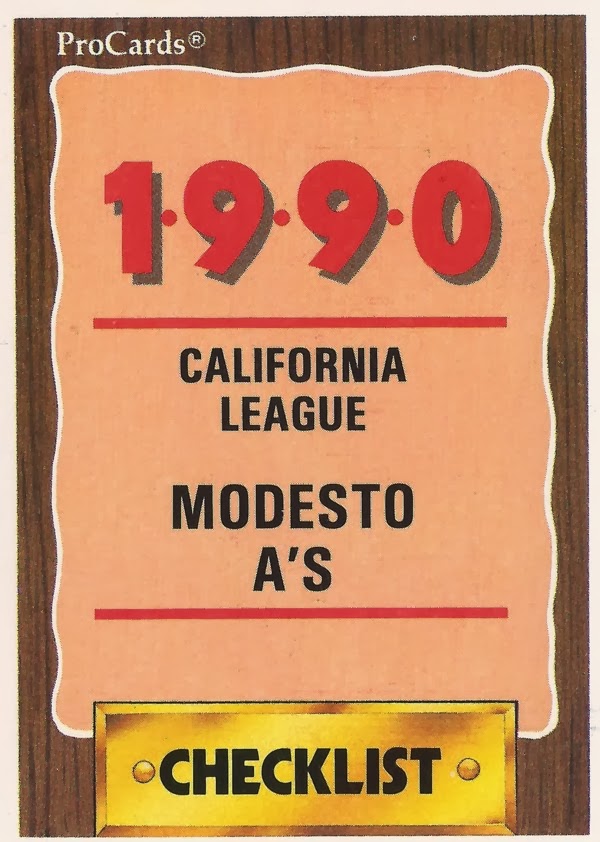 ProCards®
1·9·9·0
CALIFORNIA
LEAGUE
MODESTO
A'S
CHECKLIST